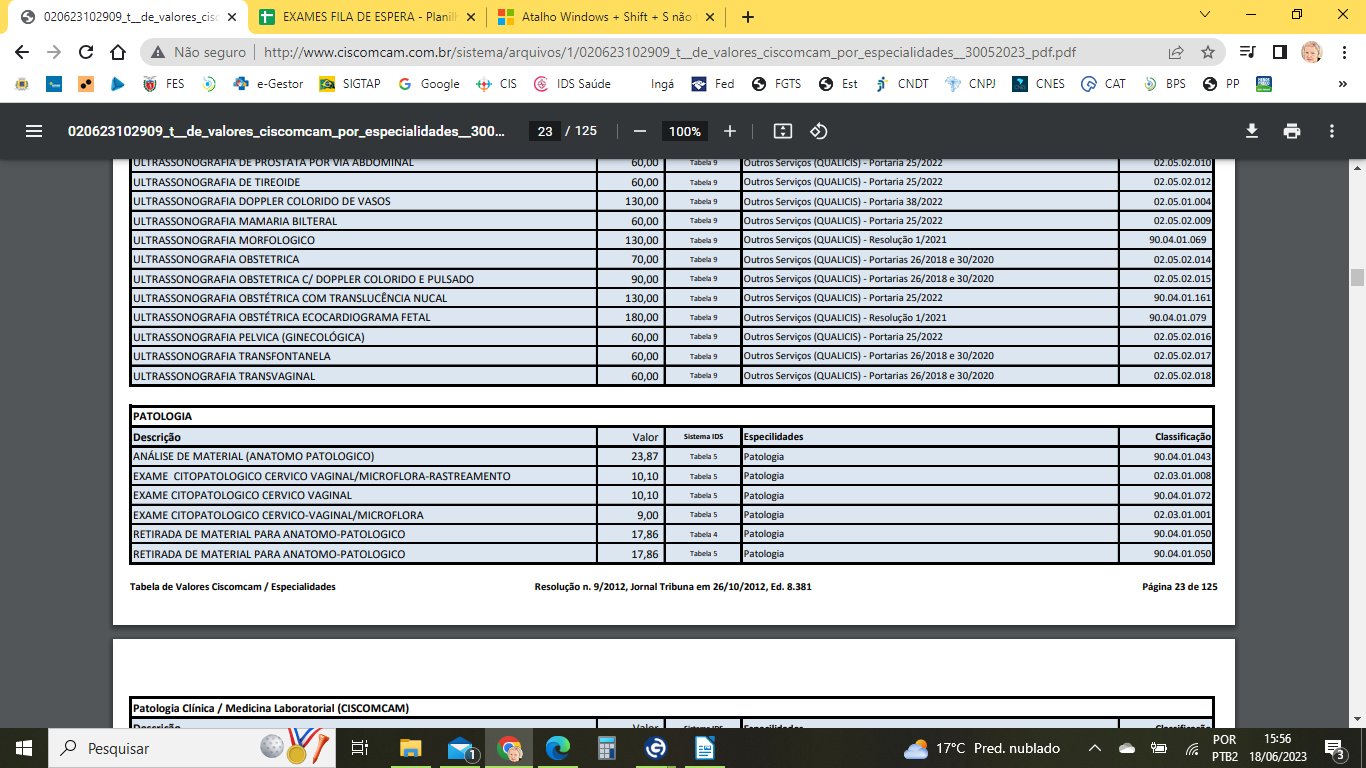 020623102909_t__de_valores_cisc
EXAMES FILA DE ESPERA - Planil
Atalho Windows + Shift + S não
Não seguro
http://www.ciscomcam.com.br/sistema/arquivos/1/020623102909_t__de_valores_ciscomcam_por_especialidades__30052023_pdf.pdf
FES e-Gestor SIGTAP Google CIS IDS Saúde Ingá Fed FGTS Est CNDT CNPJ CNES CAT BPS PP »
020623102909_t__de_valores_ciscomcam_por_especialidades__300... 23 / 125 100%
ULTRASSONOGRAFIA DE PROSTATA POR VIA ABDOMINAL 60,00 Tabela 9 Outros Serviços (QUALICIS) - Portaria 25/2022 02.05.02.010
ULTRASSONOGRAFIA DE TIREOIDE 60,00 Tabela 9 Outros Serviços (QUALICIS) - Portaria 25/2022 02.05.02.012
ULTRASSONOGRAFIA DOPPLER COLORIDO DE VASOS 130,00 Tabela 9 Outros Serviços (QUALICIS) - Portaria 38/2022 02.05.01.004
ULTRASSONOGRAFIA MAMARIA BILTERAL 60,00 Tabela 9 Outros Serviços (QUALICIS) - Portaria 25/2022 02.05.02.009
ULTRASSONOGRAFIA MORFOLOGICO 130,00 Tabela 9 Outros Serviços (QUALICIS) - Resolução 1/2021 90.04.01.069
ULTRASSONOGRAFIA OBSTETRICA 70,00 Tabela 9 Outros Serviços (QUALICIS) - Portarias 26/2018 e 30/2020 02.05.02.014
ULTRASSONOGRAFIA OBSTETRICA C/ DOPPLER COLORIDO E PULSADO 90,00 Tabela 9 Outros Serviços (QUALICIS) - Portarias 26/2018 e 30/2020 02.05.02.015
ULTRASSONOGRAFIA OBSTÉTRICA COM TRANSLUCÊNCIA NUCAL 130,00 Tabela 9 Outros Serviços (QUALICIS) - Portaria 25/2022 90.04.01.161
ULTRASSONOGRAFIA OBSTÉTRICA ECOCARDIOGRAMA FETAL 180,00 Tabela 9 Outros Serviços (QUALICIS) - Resolução 1/2021 90.04.01.079
ULTRASSONOGRAFIA PELVICA (GINECOLÓGICA) 60,00 Tabela 9 Outros Serviços (QUALICIS) - Portaria 25/2022 02.05.02.016
ULTRASSONOGRAFIA TRANSFONTANELA 60,00 Tabela 9 Outros Serviços (QUALICIS) - Portarias 26/2018 e 30/2020 02.05.02.017
ULTRASSONOGRAFIA TRANSVAGINAL 60,00 Tabela 9 Outros Serviços (QUALICIS) - Portarias 26/2018 e 30/2020 02.05.02.018
PATOLOGIA
Descrição Valor Sistema IDS Especilidades Classificação
ANÁLISE DE MATERIAL (ANATOMO PATOLOGICO) 23,87 Tabela 5 Patologia 90.04.01.043
EXAME CITOPATOLOGICO CERVICO VAGINAL/MICROFLORA-RASTREAMENTO 10,10 Tabela 5 Patologia 02.03.01.008
EXAME CITOPATOLOGICO CERVICO VAGINAL 10,10 Tabela 5 Patologia 90.04.01.072
EXAME CITOPATOLOGICO CERVICO-VAGINAL/MICROFLORA 9,00 Tabela 5 Patologia 02.03.01.001
RETIRADA DE MATERIAL PARA ANATOMO-PATOLOGICO 17,86 Tabela 4 Patologia 90.04.01.050
RETIRADA DE MATERIAL PARA ANATOMO-PATOLOGICO 17,86 Tabela 5 Patologia 90.04.01.050
Tabela de Valores Ciscomcam / Especialidades Resolução n. 9/2012, Jornal Tribuna em 26/10/2012, Ed. 8.381 Página 23 de 125
Patologia Clínica / Medicina Laboratorial (CISCOMCAM)
Descrição Valor Sistema IDS Especilidades Classificação
Pesquisar
1
17°C Pred. nublado
POR
PTB2
15:56
18/06/2023
3